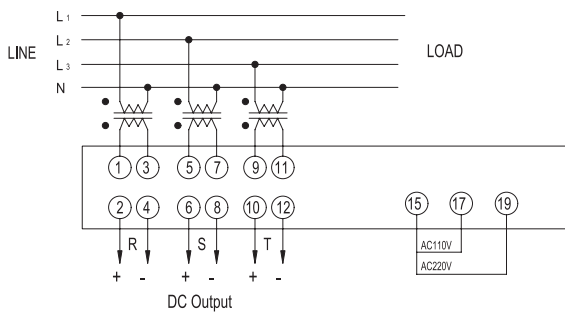 L1
L2
LINE
L3
LOAD
N
1 3 5 7 9 11
2 4 6 8 10 12 15 17 19
R S T
AC110V
+ - + - + -
AC220V
DC Output